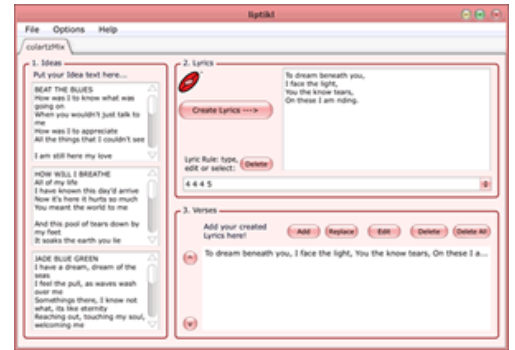 liptikl
File Options Help
colartzMix
1. Ideas
Put your Idea text here...
BEAT THE BLUES
How was I to know what was
going on
When you wouldn't just talk to
me
How was I to appreciate
All the things that I couldn't see
I am still here my love
HOW WILL I BREATHE
All of my life
I have known this day'd arrive
Now it's here it hurts so much
You meant the world to me
And this pool of tears down by
my feet
It soaks the earth you lie
JADE BLUE GREEN
I have a dream, dream of the
seas
I feel the pull, as waves wash
over me
Somethings there, I know not
what, its like eternity
Reaching out, touching my soul,
welcoming me
2. Lyrics
Create Lyrics --->
To dream beneath you,
I face the light,
You the know tears,
On these I am riding.
Lyric Rule: type,
edit or select:
Delete
4 4 4 5
3. Verses
Add your created
Lyrics here!
Add Replace Edit Delete Delete All
To dream beneath you, I face the light, You the know tears, On these I a...